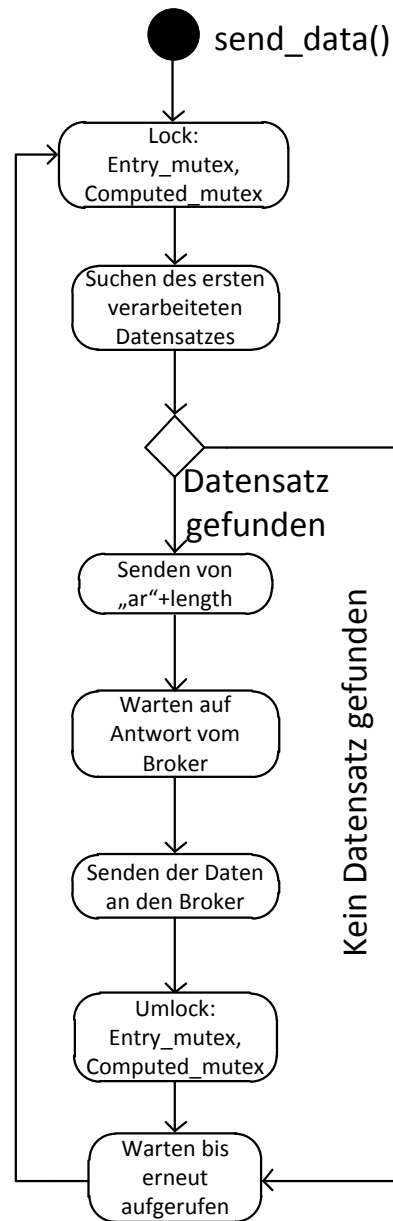 send_data()
Lock:
Entry_mutex,
Computed_mutex
Suchen des ersten
verarbeiteten
Datensatzes
Datensatz
gefunden
Senden von
„ar“+length
Warten auf
Antwort vom
Broker
Kein Datensatz gefunden
Senden der Daten
an den Broker
Umlock:
Entry_mutex,
Computed_mutex
Warten bis
erneut
aufgerufen